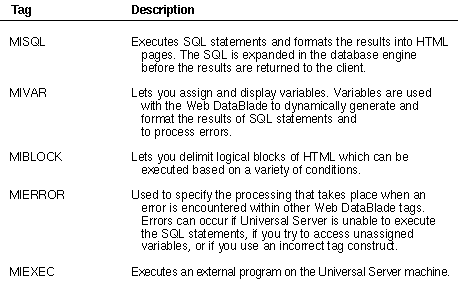 Tag Description
MISQL Executes SQL statements and formats the results into HTML
pages. The SQL is expanded in the database engine
before the results are returned to the client.
MIVAR Lets you assign and display variables. Variables are used
with the Web DataBlade to dynamically generate and
format the results of SQL statements and
to process errors.
MIBLOCK Lets you delimit logical blocks of HTML which can be
executed based on a variety of conditions.
MIERROR Used to specify the processing that takes place when an
error is encountered within other Web DataBlade tags.
Errors can occur if Universal Server is unable to execute
the SQL statements, if you try to access unassigned
variables, or if you use an incorrect tag construct.
MIEXEC Executes an external program on the Universal Server machine.